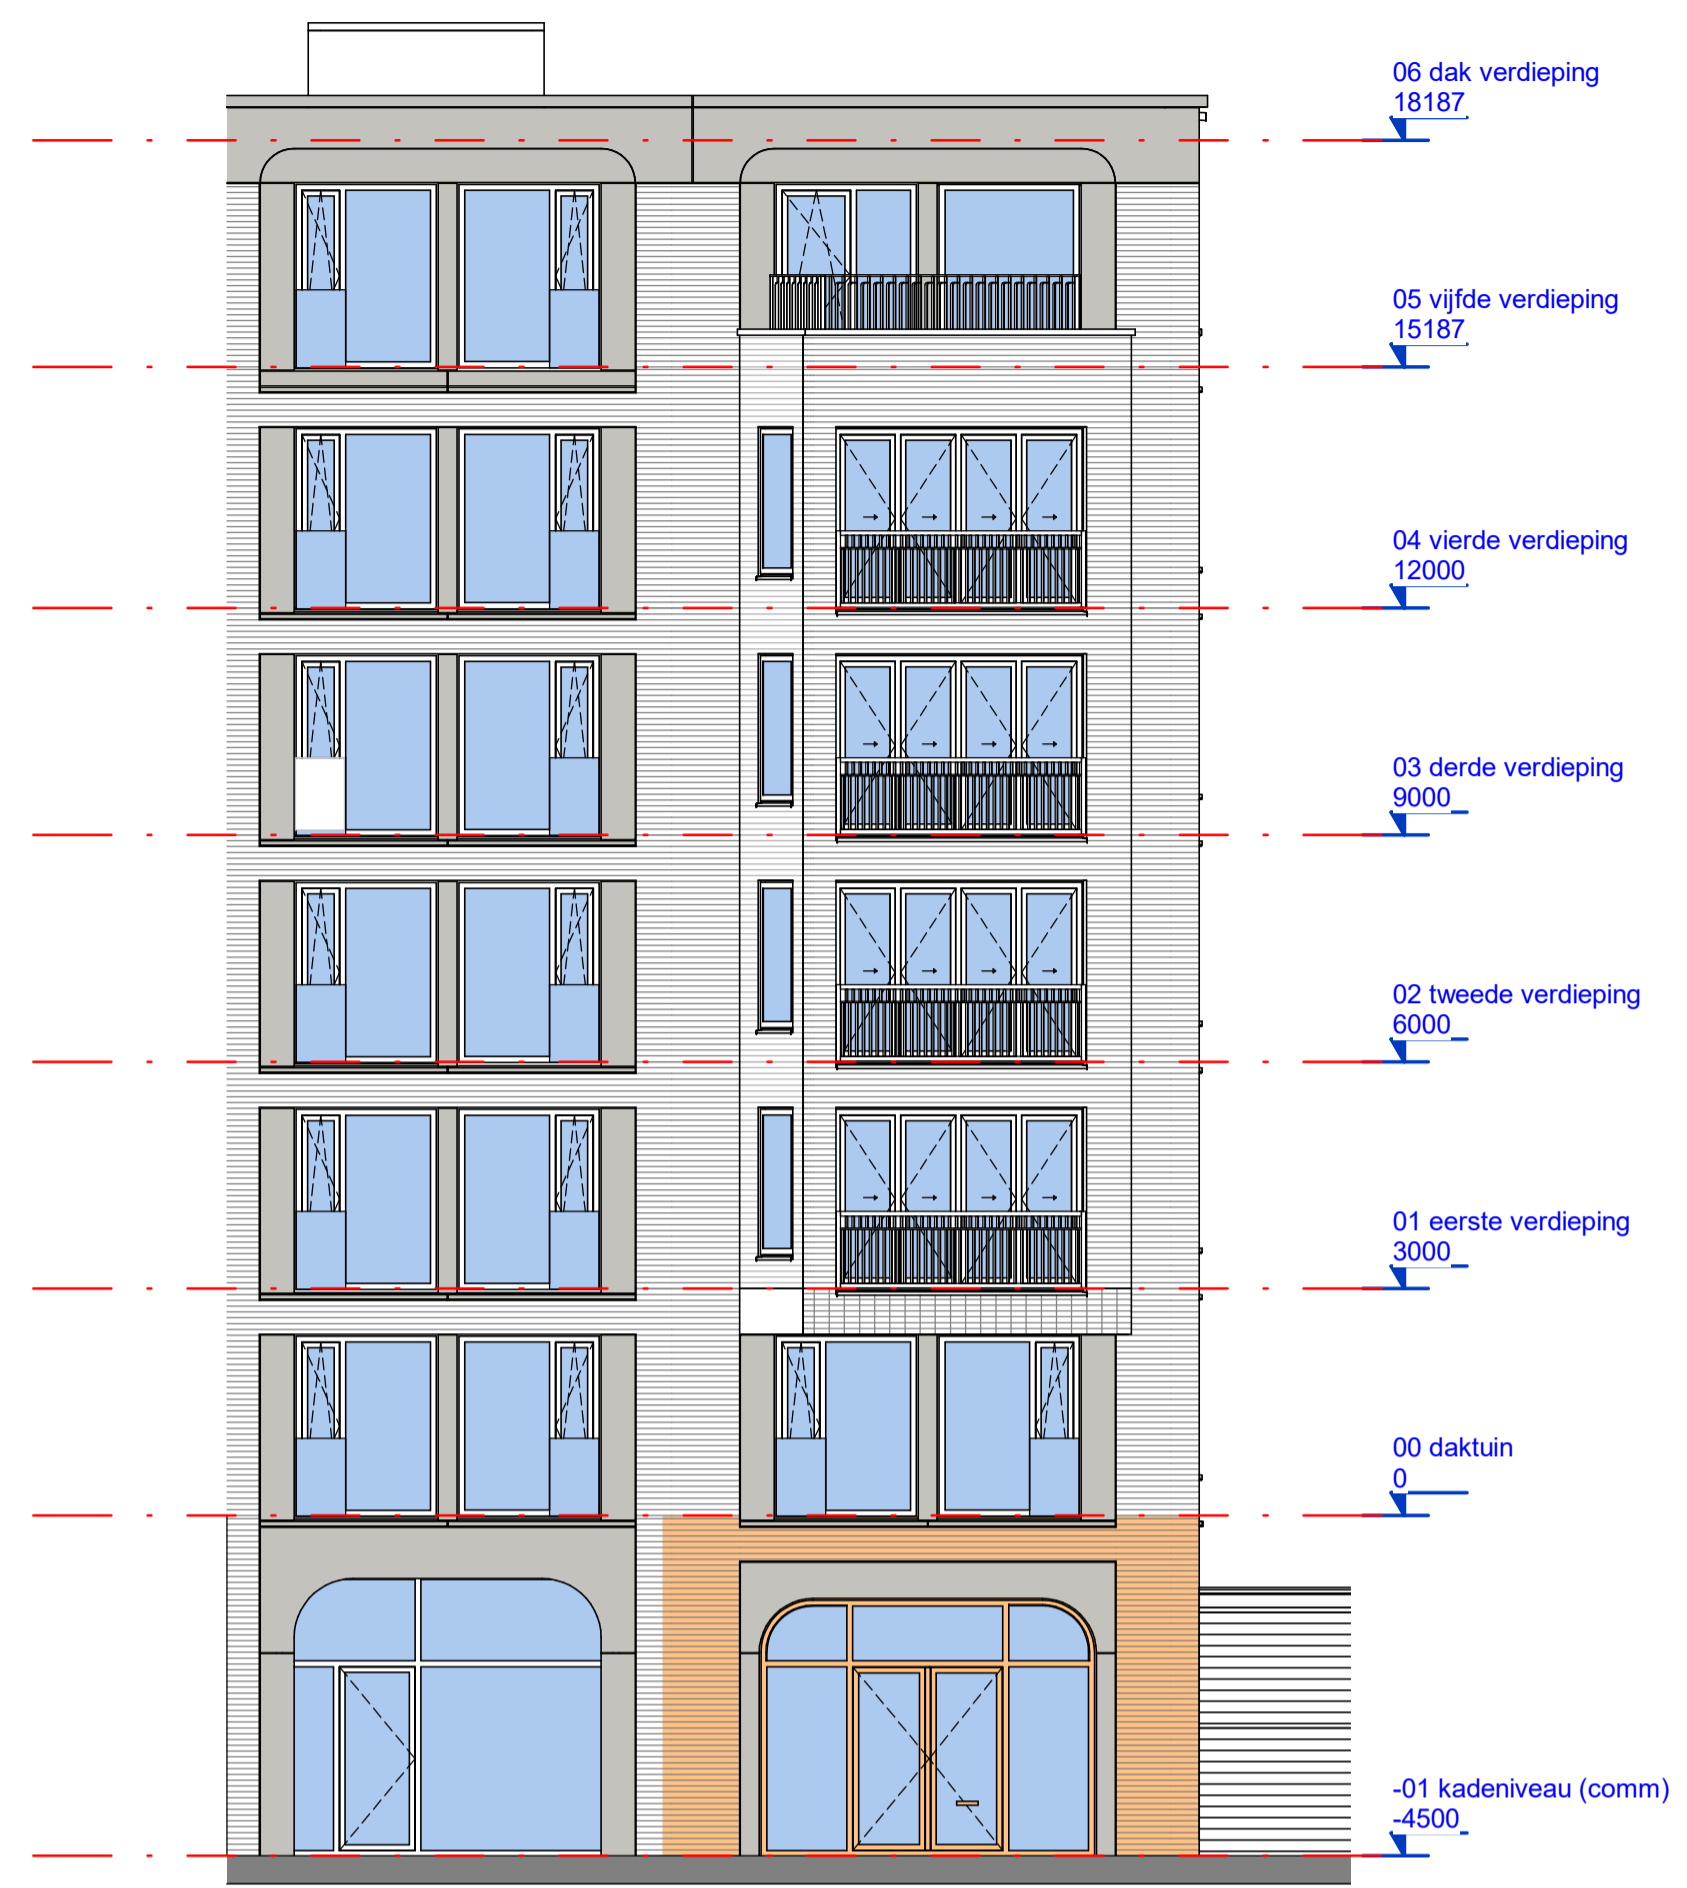 06 dak verdieping
18187
05 vijfde verdieping
15187
04 vierde verdieping
12000
03 derde verdieping
9000
02 tweede verdieping
6000
01 eerste verdieping
3000
00 daktuin
0
-01 kadeniveau (comm)
-4500